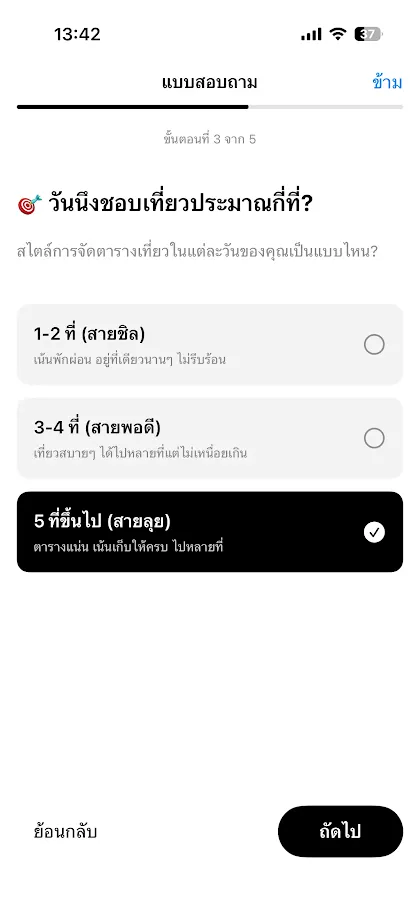 13:42
37
แบบสอบถาม
ข้าม
ขั้นตอนที่ 3 จาก 5
🎯 วันนึงชอบเที่ยวประมาณกี่ที่?
สไตล์การจัดตารางเที่ยวในแต่ละวันของคุณเป็นแบบไหน?
1-2 ที่ (สายชิล)
เน้นพักผ่อน อยู่ที่เดียวนานๆ ไม่รีบร้อน
3-4 ที่ (สายพอดี)
เที่ยวสบายๆ ได้ไปหลายที่แต่ไม่เหนื่อยเกิน
5 ที่ขึ้นไป (สายลุย)
ตารางแน่น เน้นเก็บให้ครบ ไปหลายที่
ย้อนกลับ
ถัดไป